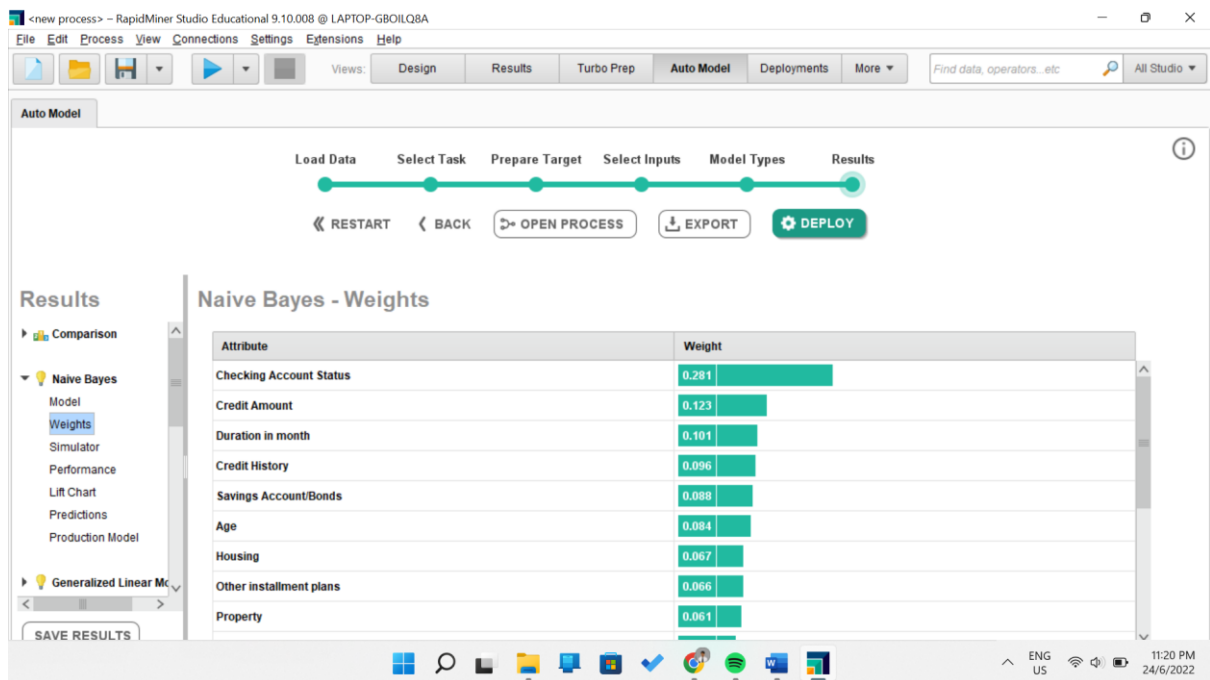 <new process> – RapidMiner Studio Educational 9.10.008 @ LAPTOP-GBOILQ8A
File Edit Process View Connections Settings Extensions Help
Views: Design Results Turbo Prep Auto Model Deployments More Find data, operators...etc All Studio
Auto Model
Load Data Select Task Prepare Target Select Inputs Model Types Results
RESTART BACK OPEN PROCESS EXPORT DEPLOY
Results
Comparison
Naive Bayes
Model
Weights
Simulator
Performance
Lift Chart
Predictions
Production Model
Generalized Linear Mo
SAVE RESULTS
Naive Bayes - Weights
Attribute Weight
Checking Account Status 0.281
Credit Amount 0.123
Duration in month 0.101
Credit History 0.096
Savings Account/Bonds 0.088
Age 0.084
Housing 0.067
Other installment plans 0.066
Property 0.061
ENG 11:20 PM
US 24/6/2022